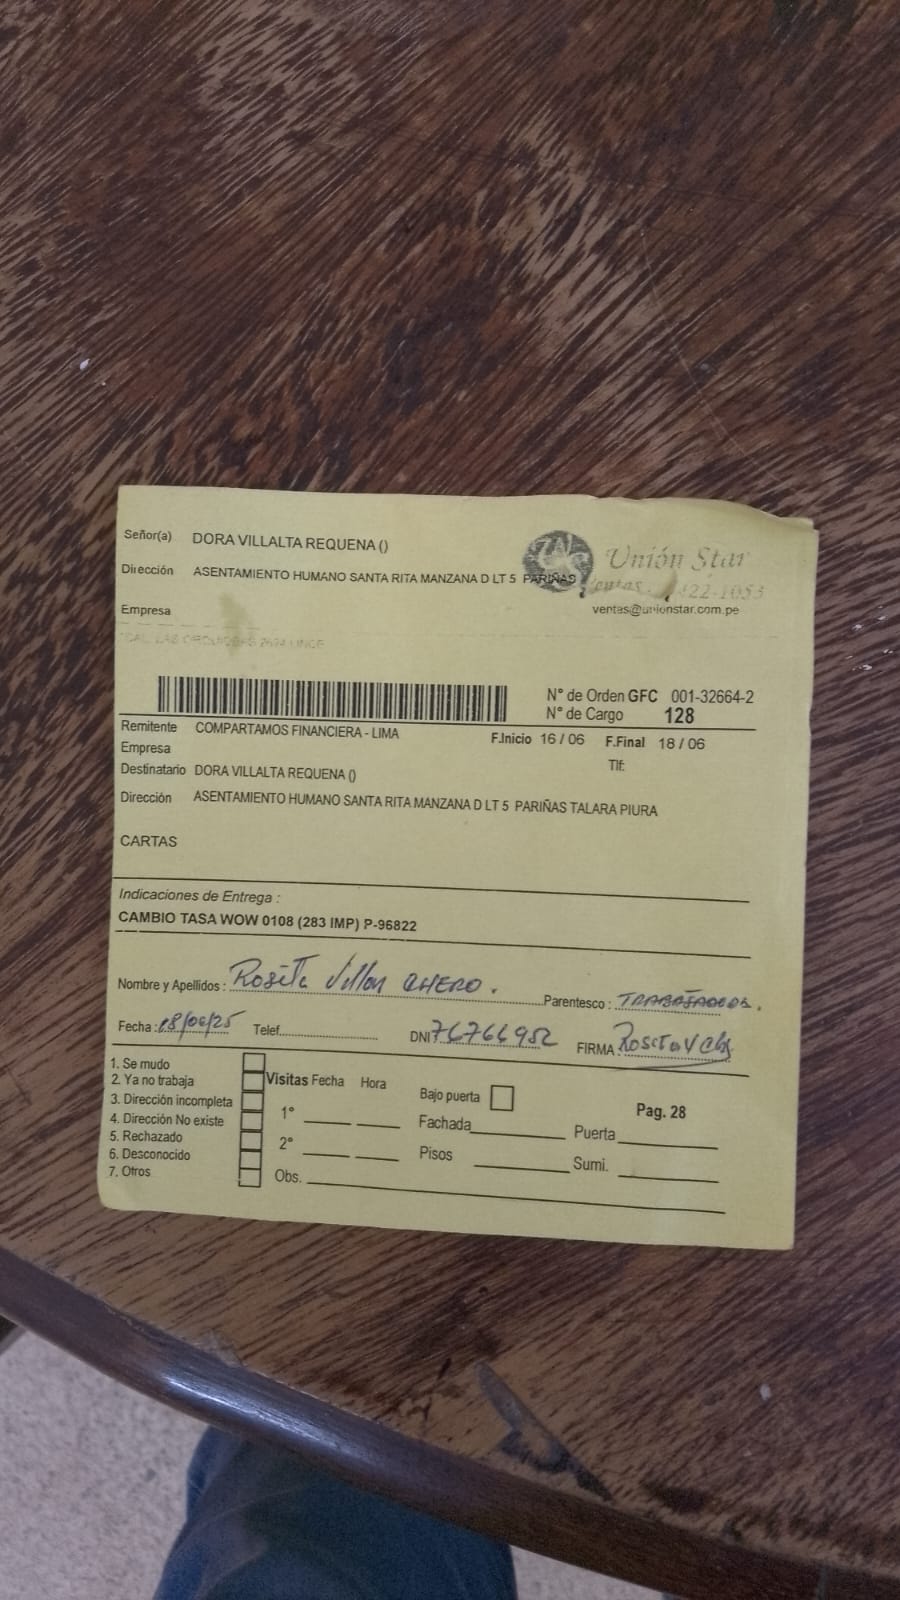 Señor(a) DORA VILLALTA REQUENA ()
Unión Star
Dirección ASENTAMIENTO HUMANO SANTA RITA MANZANA D LT 5 PARIÑAS
422-1053
Empresa
ventas@unionstar.com.pe
N° de Orden GFC 001-32664-2
N° de Cargo 128
Remitente COMPARTAMOS FINANCIERA - LIMA
F.Inicio 16 / 06 F.Final 18 / 06
Empresa
Tlf:
Destinatario DORA VILLALTA REQUENA ()
Dirección ASENTAMIENTO HUMANO SANTA RITA MANZANA D LT 5 PARIÑAS TALARA PIURA
CARTAS
Indicaciones de Entrega :
CAMBIO TASA WOW 0108 (283 IMP) P-96822
Nombre y Apellidos : Rosita CHERO. Parentesco :
Fecha : 18/06/25 Telef. DNI 76766952 FIRMA:
1. Se mudo
2. Ya no trabaja
3. Dirección incompleta
4. Dirección No existe
5. Rechazado
6. Desconocido
7. Otros
Visitas Fecha Hora
1°
2°
Obs.
Bajo puerta
Fachada
Pisos
Pag. 28
Puerta
Sumi.